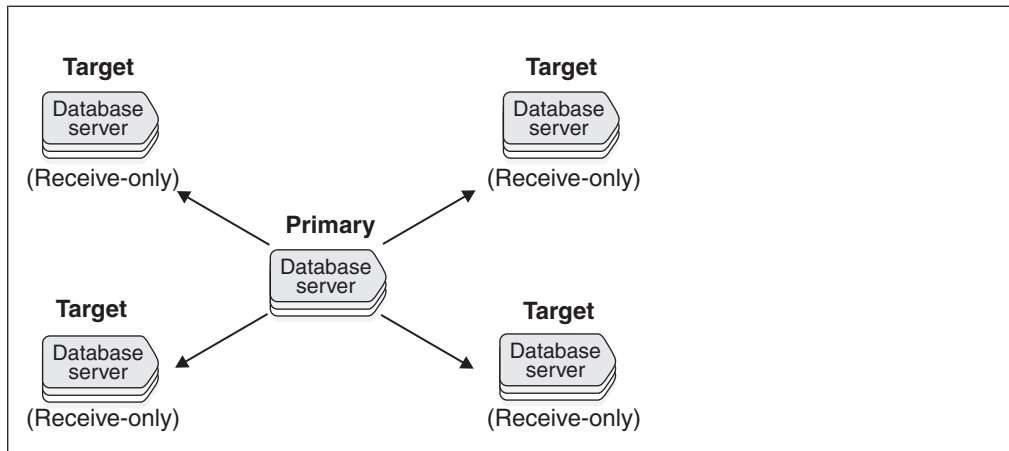 Target
Database
server
(Receive-only)
Target
Database
server
(Receive-only)
Primary
Database
server
Target
Database
server
(Receive-only)
Target
Database
server
(Receive-only)